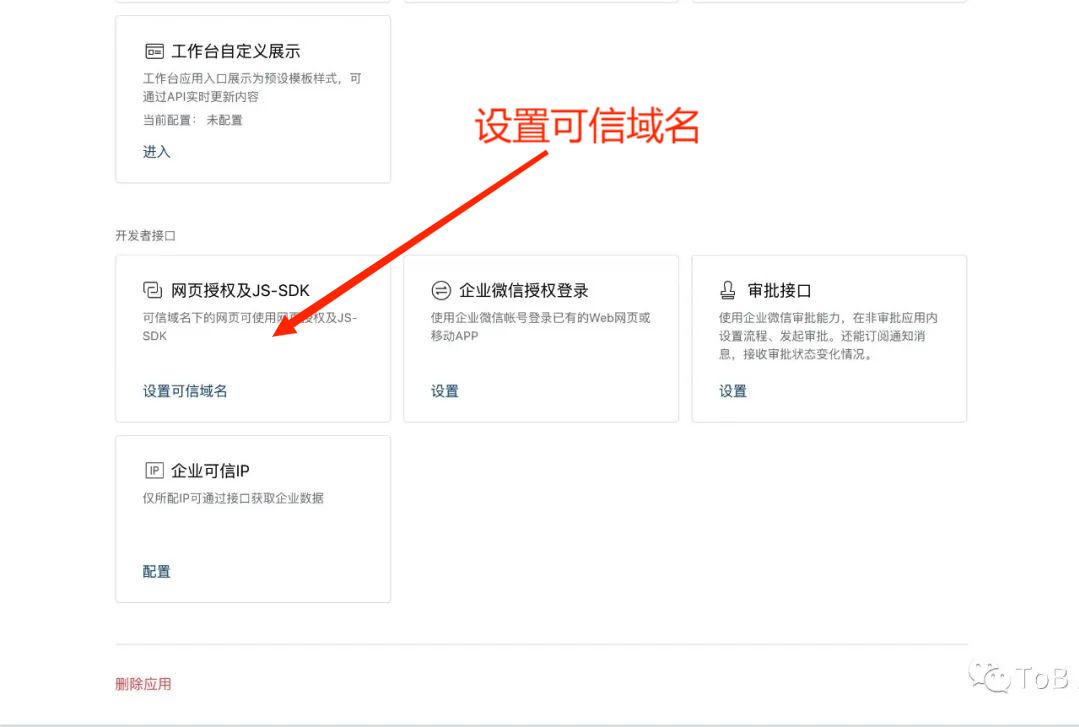 工作台自定义展示
工作台应用入口展示为预设模板样式，可
通过API实时更新内容
当前配置： 未配置
进入
设置可信域名
开发者接口
网页授权及JS-SDK
可信域名下的网页可使用网页授权及JS-
SDK
设置可信域名
企业微信授权登录
使用企业微信帐号登录已有的Web网页或
移动APP
设置
审批接口
使用企业微信审批能力，在非审批应用内
设置流程、发起审批。还能订阅通知消
息，接收审批状态变化情况。
设置
IP
企业可信IP
仅所配IP可通过接口获取企业数据
配置
删除应用
ToB